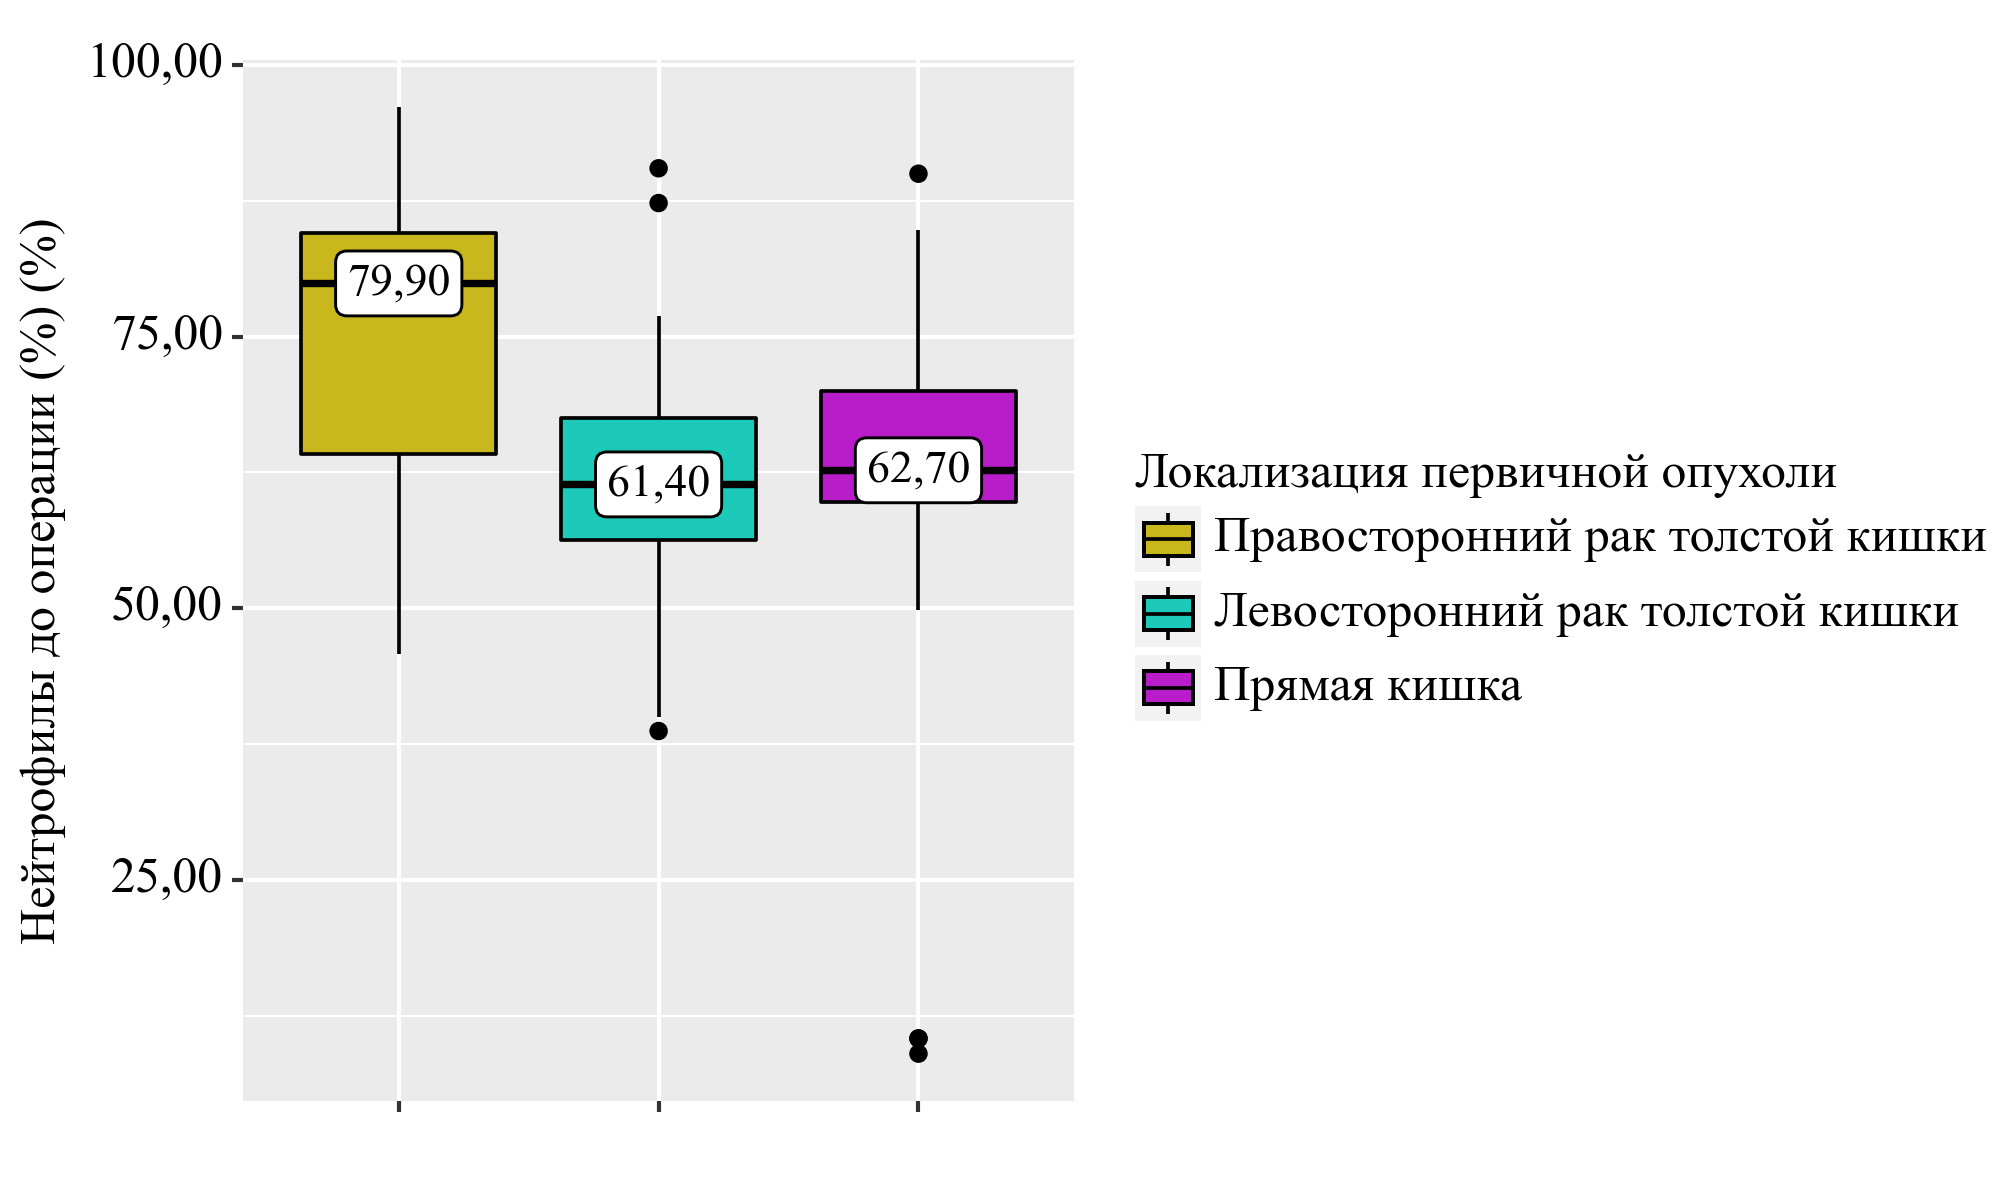 Нейтрофилы до операции (%) (%)
100,00
75,00
50,00
25,00
79,90
61,40
62,70
Локализация первичной опухоли
Правосторонний рак толстой кишки
Левосторонний рак толстой кишки
Прямая кишка